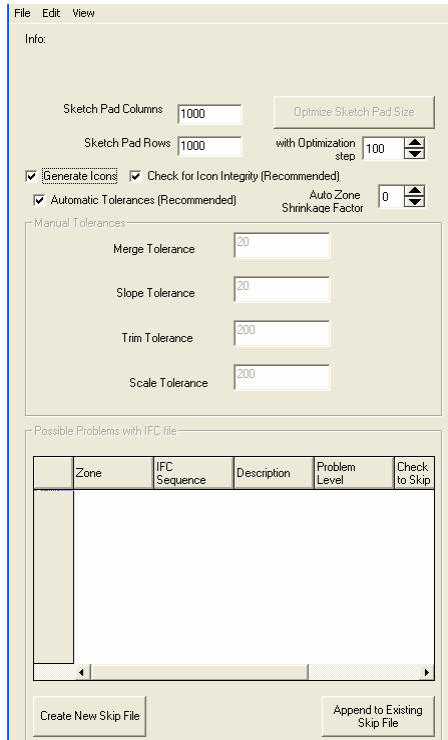 File Edit View
Info:
Sketch Pad Columns 1000 Optmize Sketch Pad Size
Sketch Pad Rows 1000 with Optimization step 100
Generate Icons Check for Icon Integrity (Recommended)
Automatic Tolerances (Recommended) Auto Zone Shrinkage Factor 0
Manual Tolerances
Merge Tolerance 20
Slope Tolerance 20
Trim Tolerance 200
Scale Tolerance 200
Possible Problems with IFC file
Zone IFC Sequence Description Problem Level Check to Skip
Create New Skip File Append to Existing Skip File